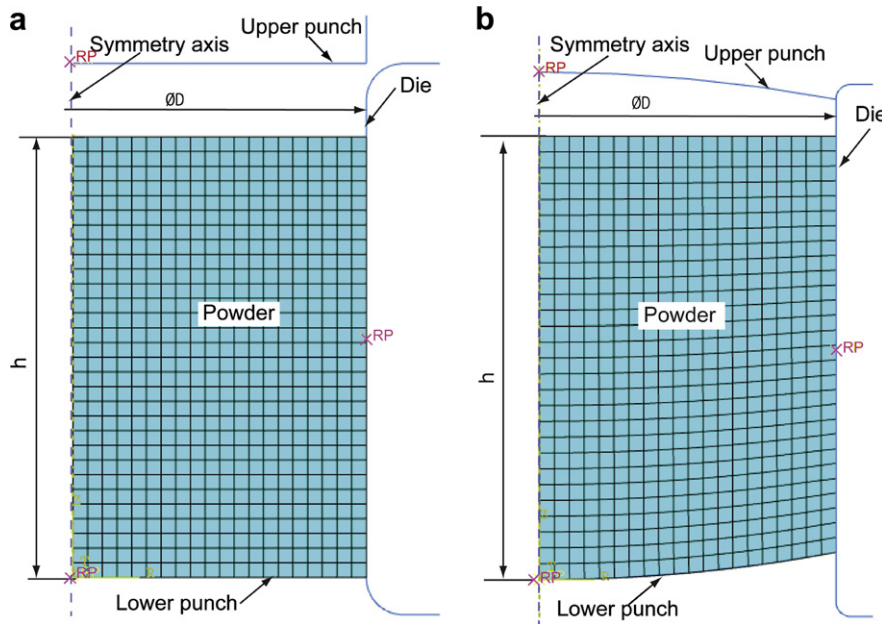 a
Symmetry axis
Upper punch
RP
Die
ØD
h
Powder
RP
RP
Lower punch
b
Symmetry axis
Upper punch
RP
ØD
Die
h
Powder
RP
RP
Lower punch